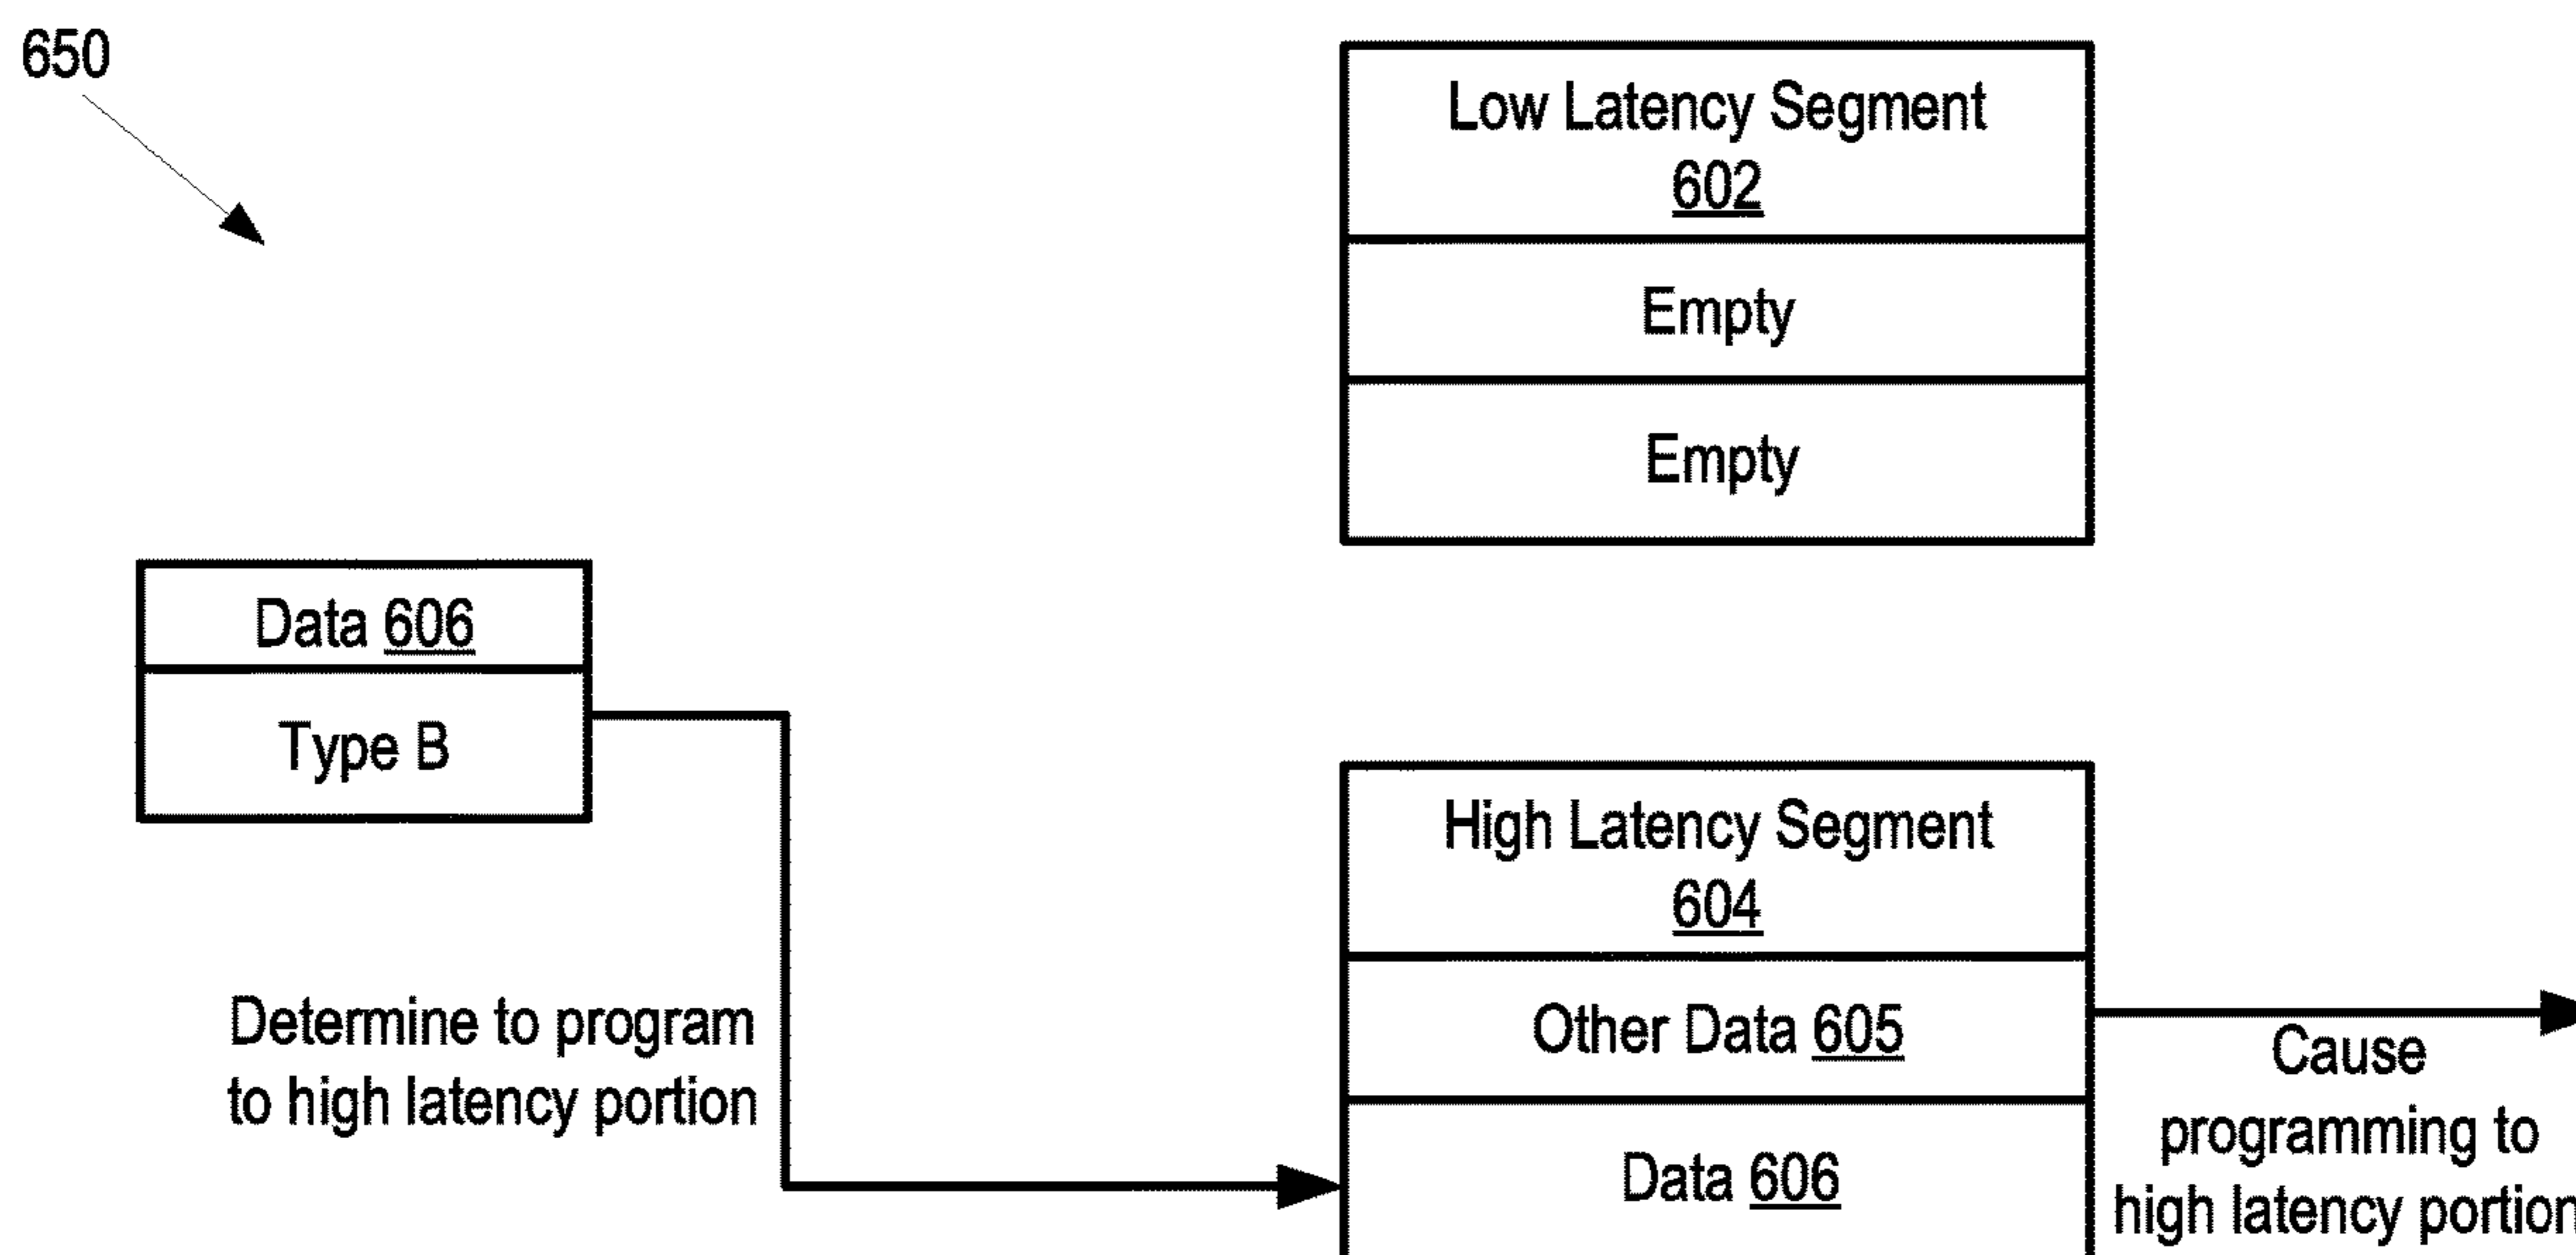 650
Low Latency Segment
602
Empty
Empty
Data 606
Type B
Determine to program
to high latency portion
High Latency Segment
604
Other Data 605
Data 606
Cause
programming to
high latency portion